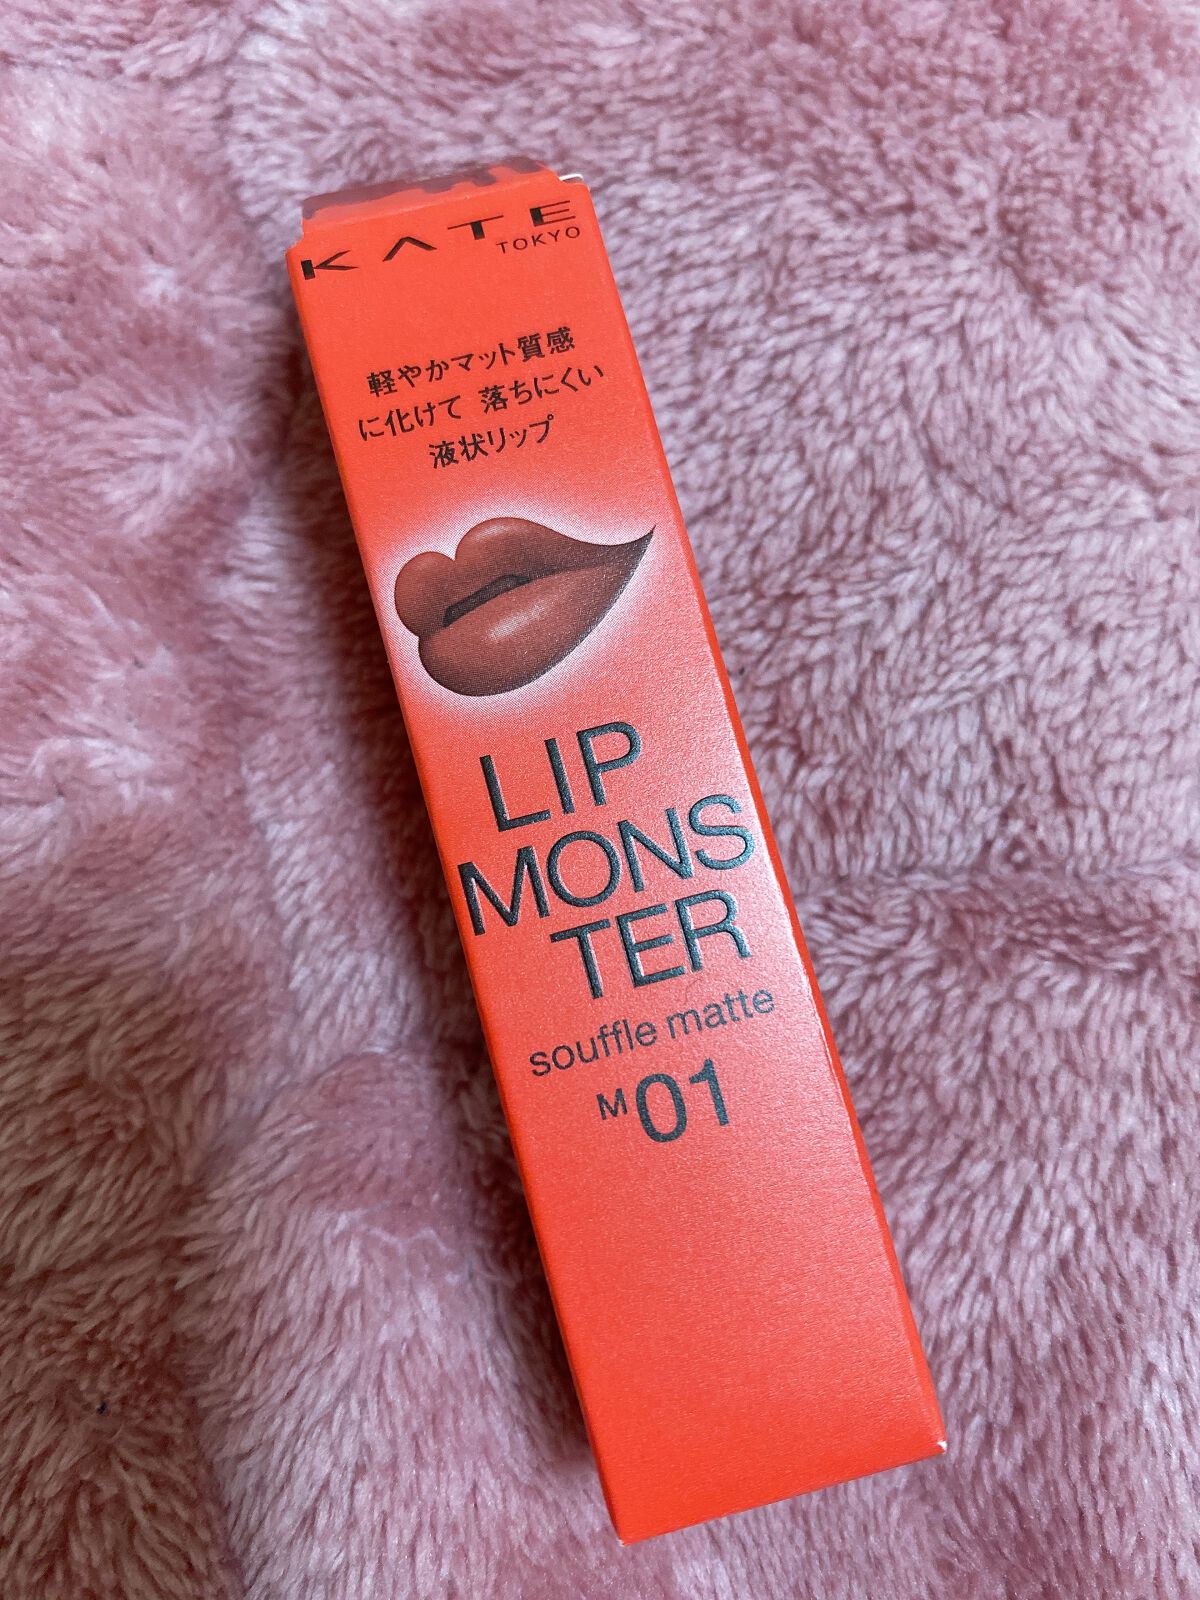 KATE
TOKYO
軽やかマット質感
に化けて 落ちにくい
液状リップ
LIP
MONS
TER
souffle matte
M01